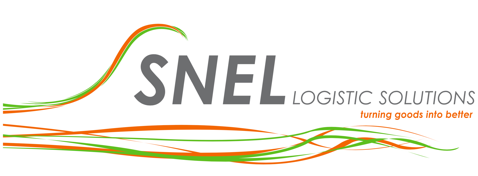 SNEL LOGISTIC SOLUTIONS
turning goods into better